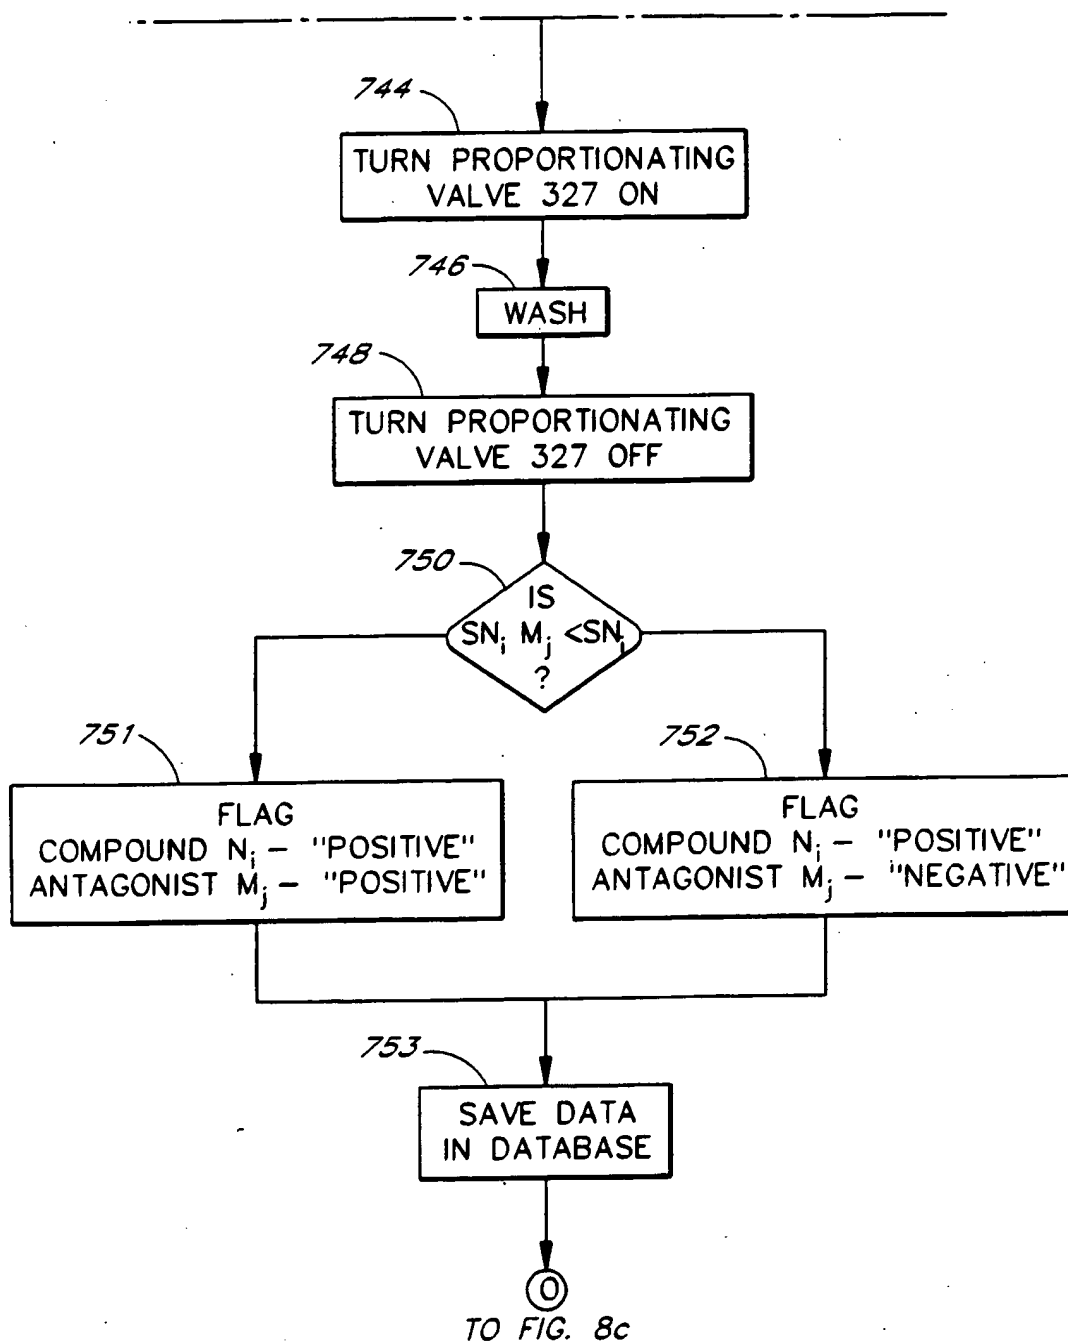 744
TURN PROPORTIONATING
VALVE 327 ON
746
WASH
748
TURN PROPORTIONATING
VALVE 327 OFF
750
IS
SNi Mj <SNi
?
751
FLAG
COMPOUND Ni – "POSITIVE"
ANTAGONIST Mj – "POSITIVE"
752
FLAG
COMPOUND Ni – "POSITIVE"
ANTAGONIST Mj – "NEGATIVE"
753
SAVE DATA
IN DATABASE
O
TO FIG. 8c